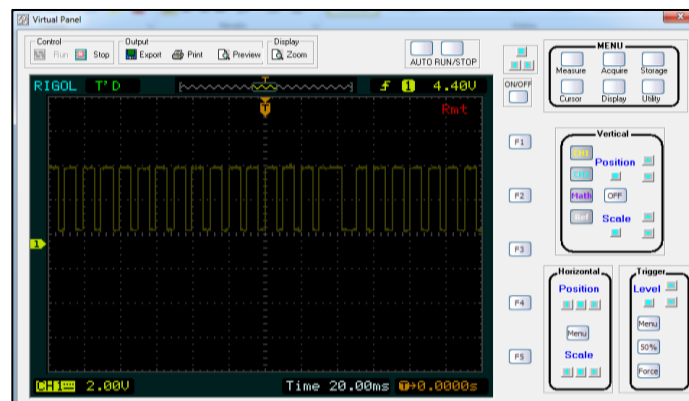 Virtual Panel
Control
Run Stop
Output
Export Print Preview
Display
Zoom
AUTO RUN/STOP
ON/OFF
MENU
Measure Acquire Storage
Cursor Display Utility
RIGOL T'D T 1 4.40V
T
Rmt
1
CH1 2.00V Time 20.00ms T→0.0000s
F1
F2
F3
F4
F5
Vertical
CH1
Position
CH2
Math OFF
Ref
Scale
Horizontal
Position
Menu
Scale
Trigger
Level
Menu
50%
Force